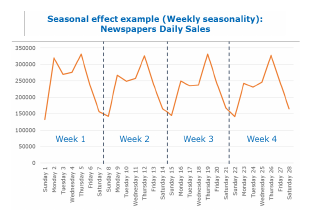 Seasonal effect example (Weekly seasonality):
Newspapers Daily Sales
350000
300000
250000
200000
150000
100000
50000
0
Week 1
Week 2
Week 3
Week 4
Sunday 1
Monday 2
Tuesday 3
Wednesday 4
Thursday 5
Friday 6
Saturday 7
Sunday 8
Monday 9
Tuesday 10
Wednesday 11
Thursday 12
Friday 13
Saturday 14
Sunday 15
Monday 16
Tuesday 17
Wednesday 18
Thursday 19
Friday 20
Saturday 21
Sunday 22
Monday 23
Tuesday 24
Wednesday 25
Thursday 26
Friday 27
Saturday 28